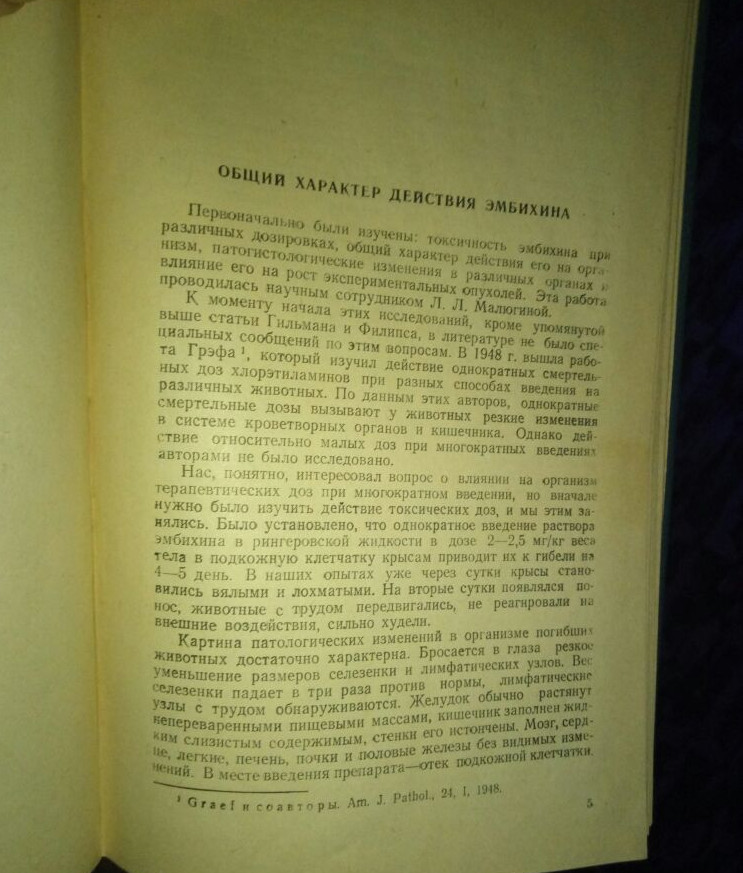 ОБЩИЙ ХАРАКТЕР ДЕЙСТВИЯ ЭМБИХИНА
Первоначально были изучены: токсичность эмбихина при
различных дозировках, общий характер действия его на орга-
низм, патогистологические изменения в различных органах и
влияние его на рост экспериментальных опухолей. Эта работа
проводилась научным сотрудником Л. Л. Малюгиной.
К моменту начала этих исследований, кроме упомянутой
выше статьи Гильмана и Филипса, в литературе не было спе-
циальных сообщений по этим вопросам. В 1948 г. вышла рабо-
та Грэфа ¹, который изучил действие однократных смертель-
ных доз хлорэтиламинов при разных способах введения на
различных животных. По данным этих авторов, однократные
смертельные дозы вызывают у животных резкие изменения
в системе кроветворных органов и кишечника. Однако дей-
ствие относительно малых доз при многократных введениях
авторами не было исследовано.
Нас, понятно, интересовал вопрос о влиянии на организм
терапевтических доз при многократном введении, но вначале
нужно было изучить действие токсических доз, и мы этим за-
нялись. Было установлено, что однократное введение раствора
эмбихина в рингеровской жидкости в дозе 2—2,5 мг/кг веса
тела в подкожную клетчатку крысам приводит их к гибели на
4—5 день. В наших опытах уже через сутки крысы стано-
вились вялыми и лохматыми. На вторые сутки появлялся по-
нос, животные с трудом передвигались, не реагировали на
внешние воздействия, сильно худели.
Картина патологических изменений в организме погибших
животных достаточно характерна. Бросается в глаза резкое
уменьшение размеров селезенки и лимфатических узлов. Вес
селезенки падает в три раза против нормы, лимфатические
узлы с трудом обнаруживаются. Желудок обычно растянут
непереваренными пищевыми массами, кишечник заполнен жид-
ким слизистым содержимым, стенки его истончены. Мозг, серд-
це, легкие, печень, почки и половые железы без видимых изме-
нений. В месте введения препарата—отек подкожной клетчатки.
¹ Graef и соавторы. Am. J. Pathol., 24, 1, 1948.
5